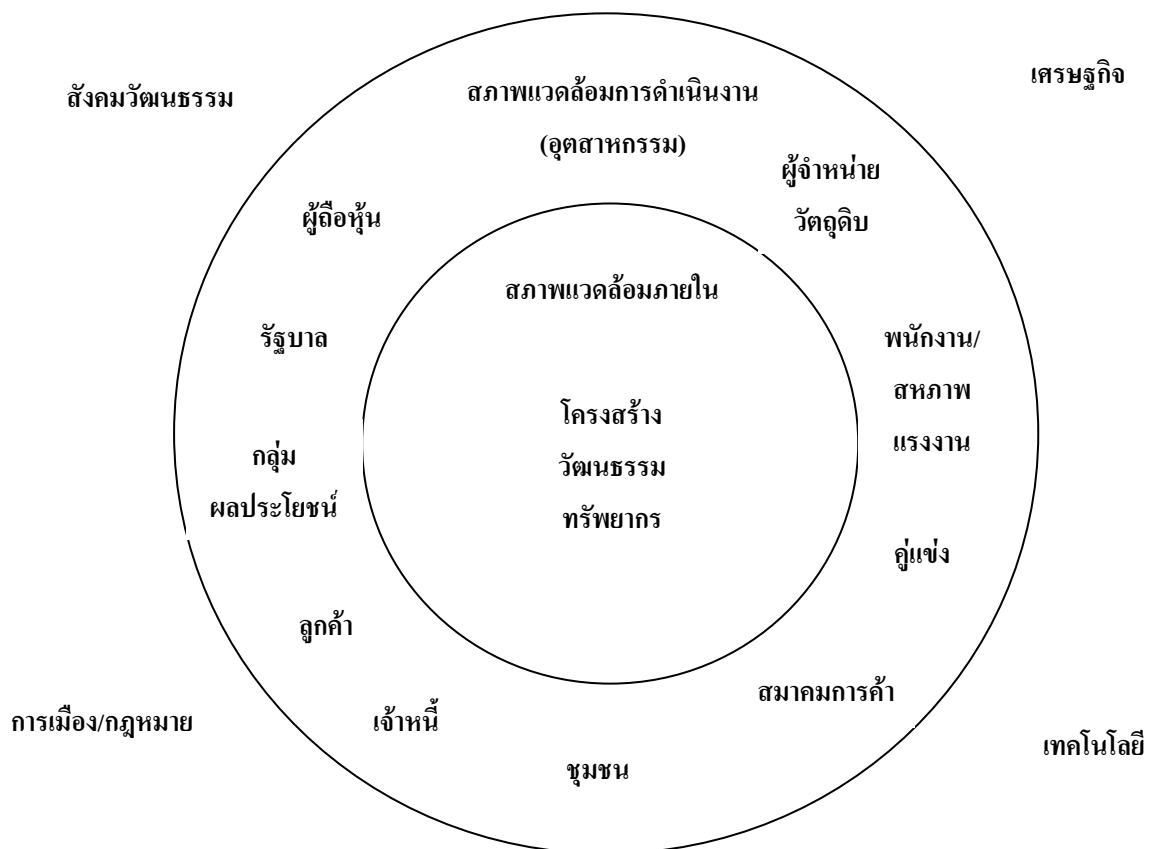 สังคมวัฒนธรรม
เศรษฐกิจ
สภาพแวดล้อมการดำเนินงาน
(อุตสาหกรรม)
ผู้จำหน่าย
วัตถุดิบ
ผู้ถือหุ้น
สภาพแวดล้อมภายใน
รัฐบาล
พนักงาน/
สหภาพ
แรงงาน
โครงสร้าง
วัฒนธรรม
ทรัพยากร
กลุ่ม
ผลประโยชน์
คู่แข่ง
ลูกค้า
สมาคมการค้า
การเมือง/กฎหมาย
เจ้าหนี้
เทคโนโลยี
ชุมชน